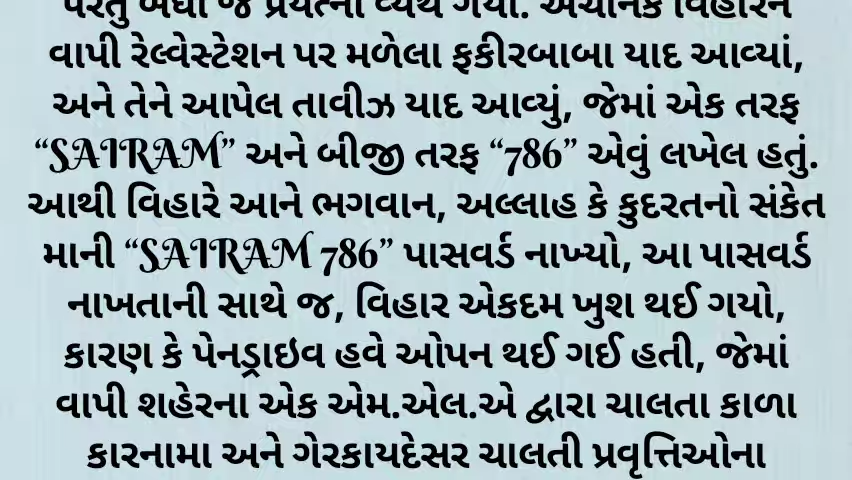 પરંતુ બધા જ પ્રયત્નો વ્યર્થ ગયાં. અચાનક વિહારને
વાપી રેલ્વેસ્ટેશન પર મળેલા ફકીરબાબા યાદ આવ્યાં,
અને તેને આપેલ તાવીઝ યાદ આવ્યું, જેમાં એક તરફ
“SAIRAM” અને બીજી તરફ “786” એવું લખેલ હતું.
આથી વિહારે આને ભગવાન, અલ્લાહ કે કુદરતનો સંકેત
માની “SAIRAM 786” પાસવર્ડ નાખ્યો, આ પાસવર્ડ
નાખતાની સાથે જ, વિહાર એકદમ ખુશ થઈ ગયો,
કારણ કે પેનડ્રાઇવ હવે ઓપન થઈ ગઈ હતી, જેમાં
વાપી શહેરના એક એમ.એલ.એ દ્વારા ચાલતા કાળા
કારનામા અને ગેરકાયદેસર ચાલતી પ્રવૃત્તિઓના